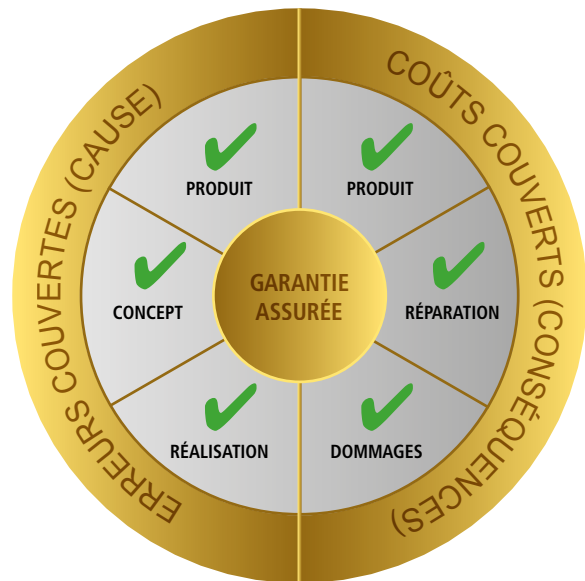 ERREURS COUVERTES (CAUSE)
COÛTS COUVERTS (CONSÉQUENCES)
PRODUIT
PRODUIT
CONCEPT
GARANTIE
ASSURÉE
RÉPARATION
RÉALISATION
DOMMAGES